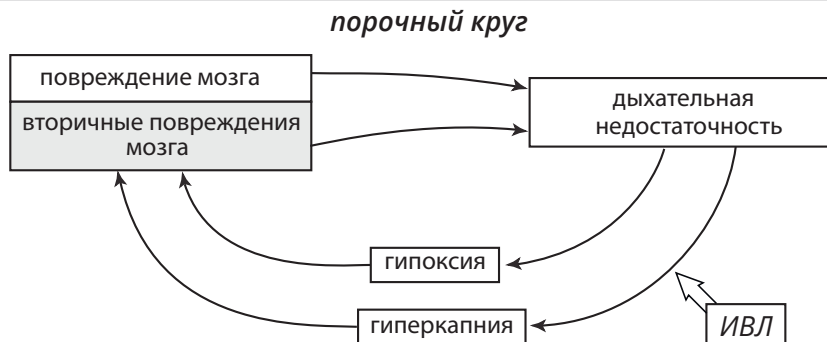 порочный круг
повреждение мозга
вторичные повреждения
мозга
дыхательная
недостаточность
гипоксия
гиперкапния
ИВЛ